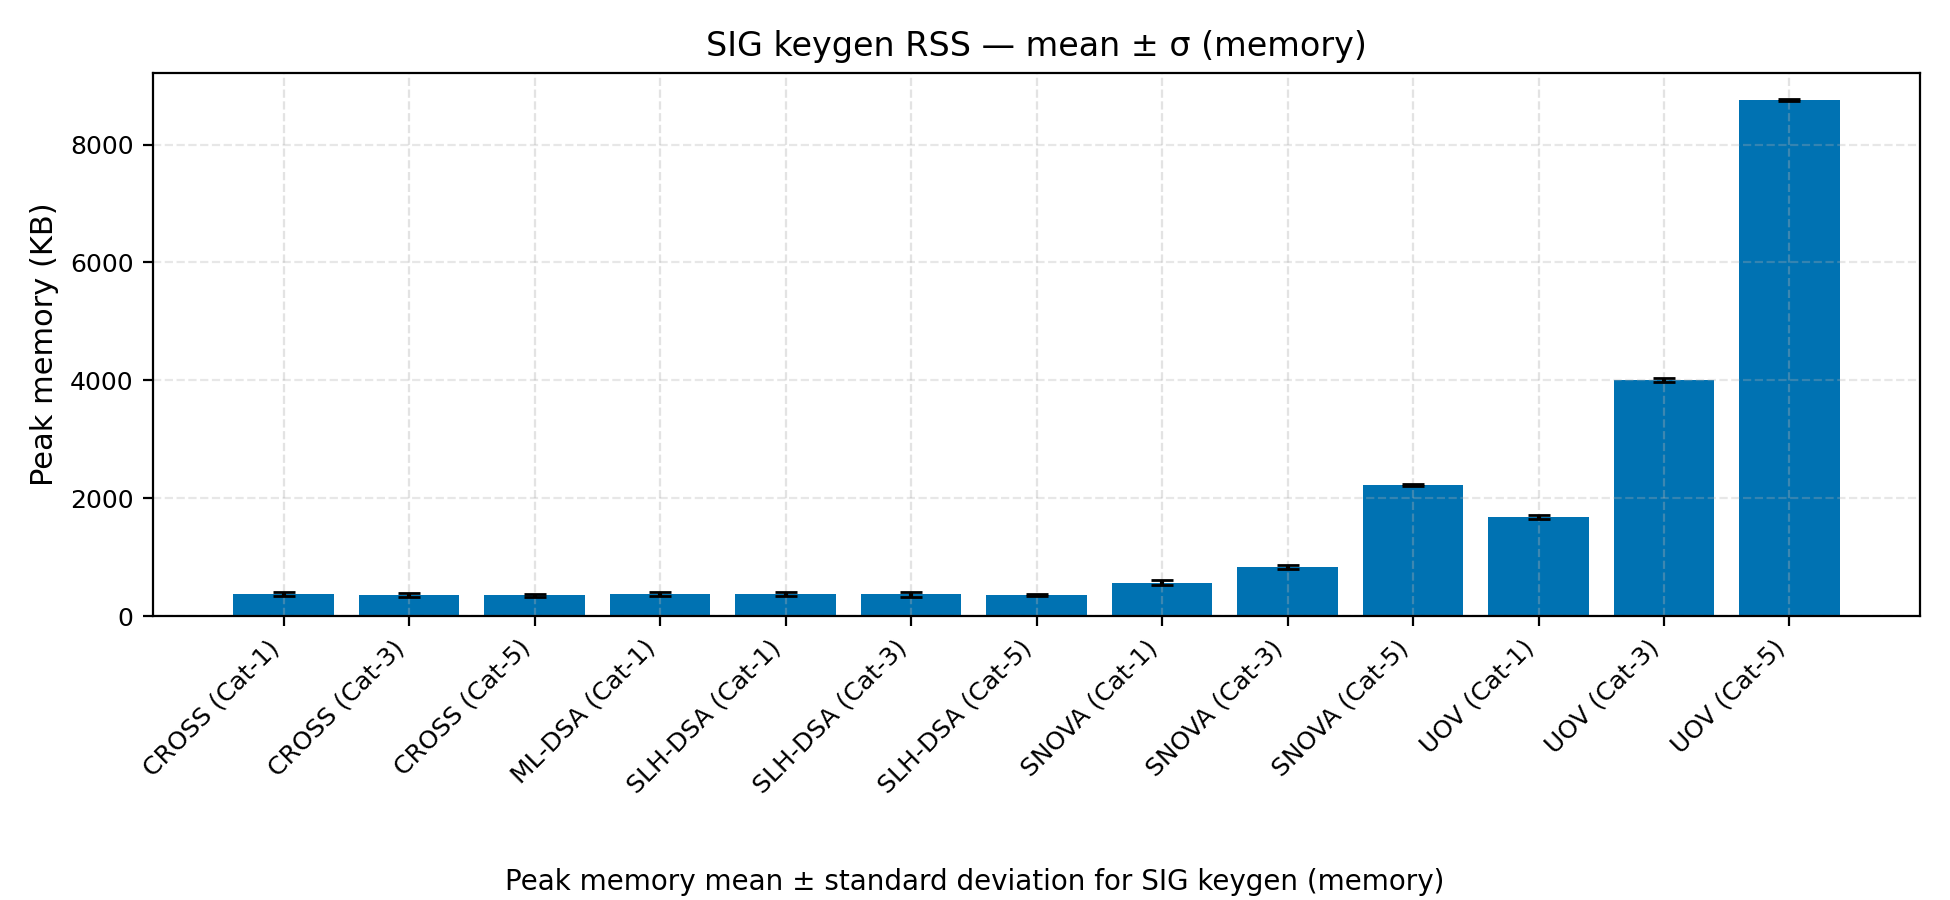 SIG keygen RSS — mean ± σ (memory)
Peak memory (KB)
8000
6000
4000
2000
0
CROSS (Cat-1)
CROSS (Cat-3)
CROSS (Cat-5)
ML-DSA (Cat-1)
SLH-DSA (Cat-1)
SLH-DSA (Cat-3)
SLH-DSA (Cat-5)
SNOVA (Cat-1)
SNOVA (Cat-3)
SNOVA (Cat-5)
UOV (Cat-1)
UOV (Cat-3)
UOV (Cat-5)
Peak memory mean ± standard deviation for SIG keygen (memory)